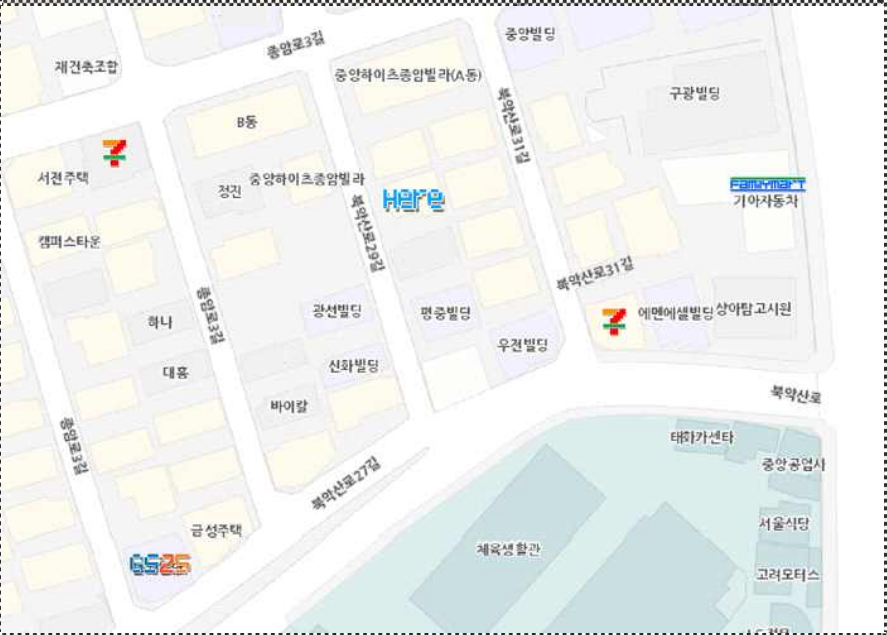 종암로3길
중앙빌딩
재건축조합
중앙하이츠종암빌라(A동)
구광빌딩
북악산로31길
B동
7
서전주택
정진
중앙하이츠종암빌라
Here
FamilyMart
기아자동차
북악산로29길
캠퍼스타운
북악산로31길
종암로3길
하나
광선빌딩
평중빌딩
7
에멘에셀빌딩
상아탑고시원
우전빌딩
대흥
신화빌딩
바이칼
북악산로
종암로3길
태화카센타
중앙공업사
북악산로27길
서울식당
금성주택
체육생활관
GS25
고려모터스